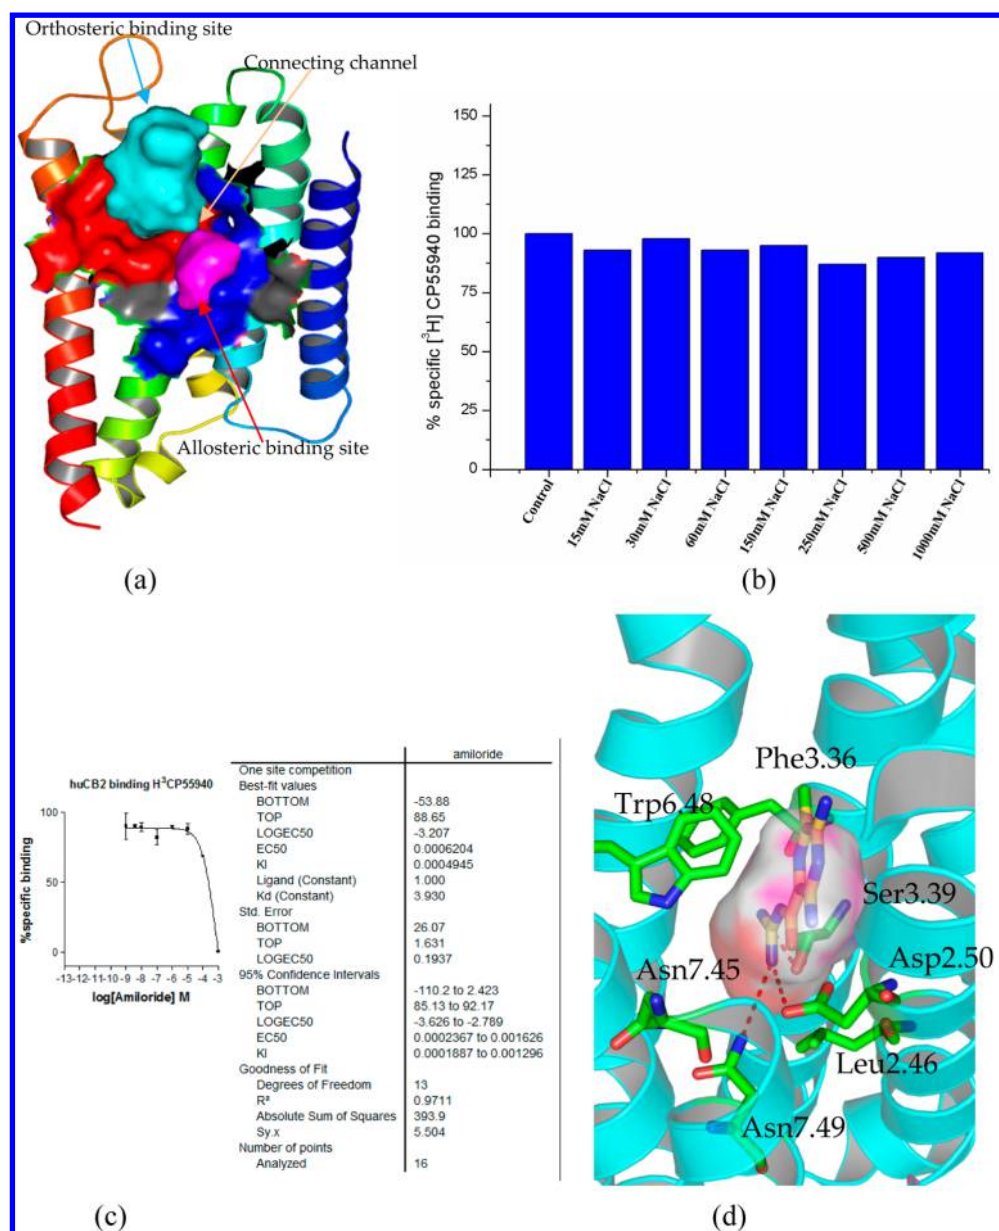 Orthosteric binding site
Connecting channel
Allosteric binding site
(a)
% specific [³H] CP55940 binding
150
125
100
75
50
25
0
Control
15mM NaCl
30mM NaCl
60mM NaCl
150mM NaCl
250mM NaCl
500mM NaCl
1000mM NaCl
(b)
huCB2 binding H³CP55940
%specific binding
100
50
0
-13-12-11-10 -9 -8 -7 -6 -5 -4 -3
log[Amiloride] M
amiloride
One site competition
Best-fit values
BOTTOM -53.88
TOP 88.65
LOGEC50 -3.207
EC50 0.0006204
KI 0.0004945
Ligand (Constant) 1.000
Kd (Constant) 3.930
Std. Error
BOTTOM 26.07
TOP 1.631
LOGEC50 0.1937
95% Confidence Intervals
BOTTOM -110.2 to 2.423
TOP 85.13 to 92.17
LOGEC50 -3.626 to -2.789
EC50 0.0002367 to 0.001626
KI 0.0001887 to 0.001296
Goodness of Fit
Degrees of Freedom 13
R² 0.9711
Absolute Sum of Squares 393.9
Sy.x 5.504
Number of points
Analyzed 16
(c)
Phe3.36
Trp6.48
Ser3.39
Asn7.45
Asp2.50
Leu2.46
Asn7.49
(d)